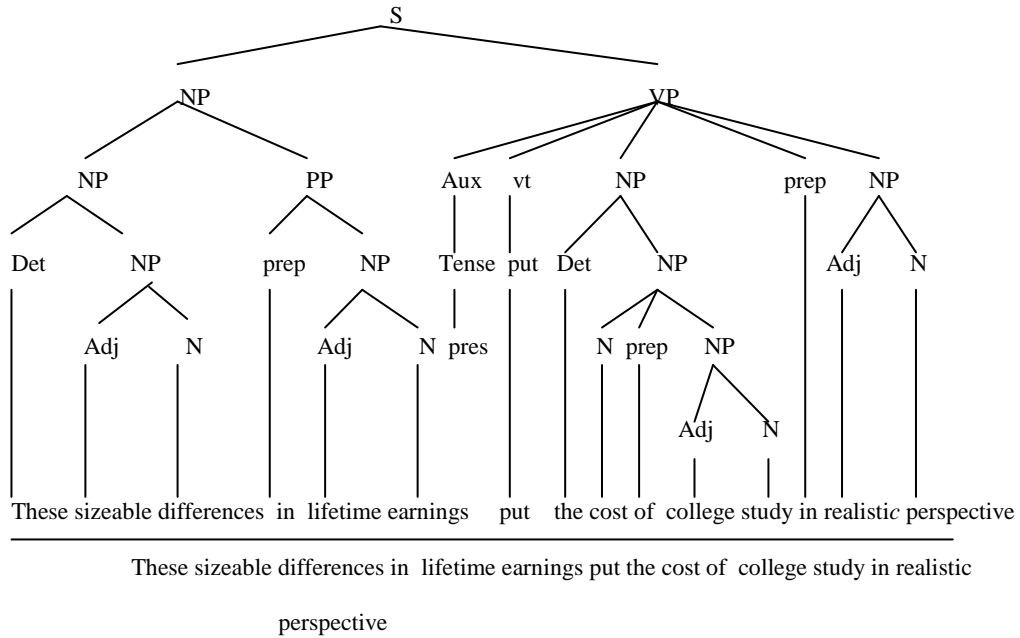 S
NP VP
NP PP Aux vt NP prep NP
Det NP prep NP Tense put Det NP Adj N
Adj N Adj N pres N prep NP
Adj N
These sizeable differences in lifetime earnings put the cost of college study in realistic perspective
These sizeable differences in lifetime earnings put the cost of college study in realistic
perspective